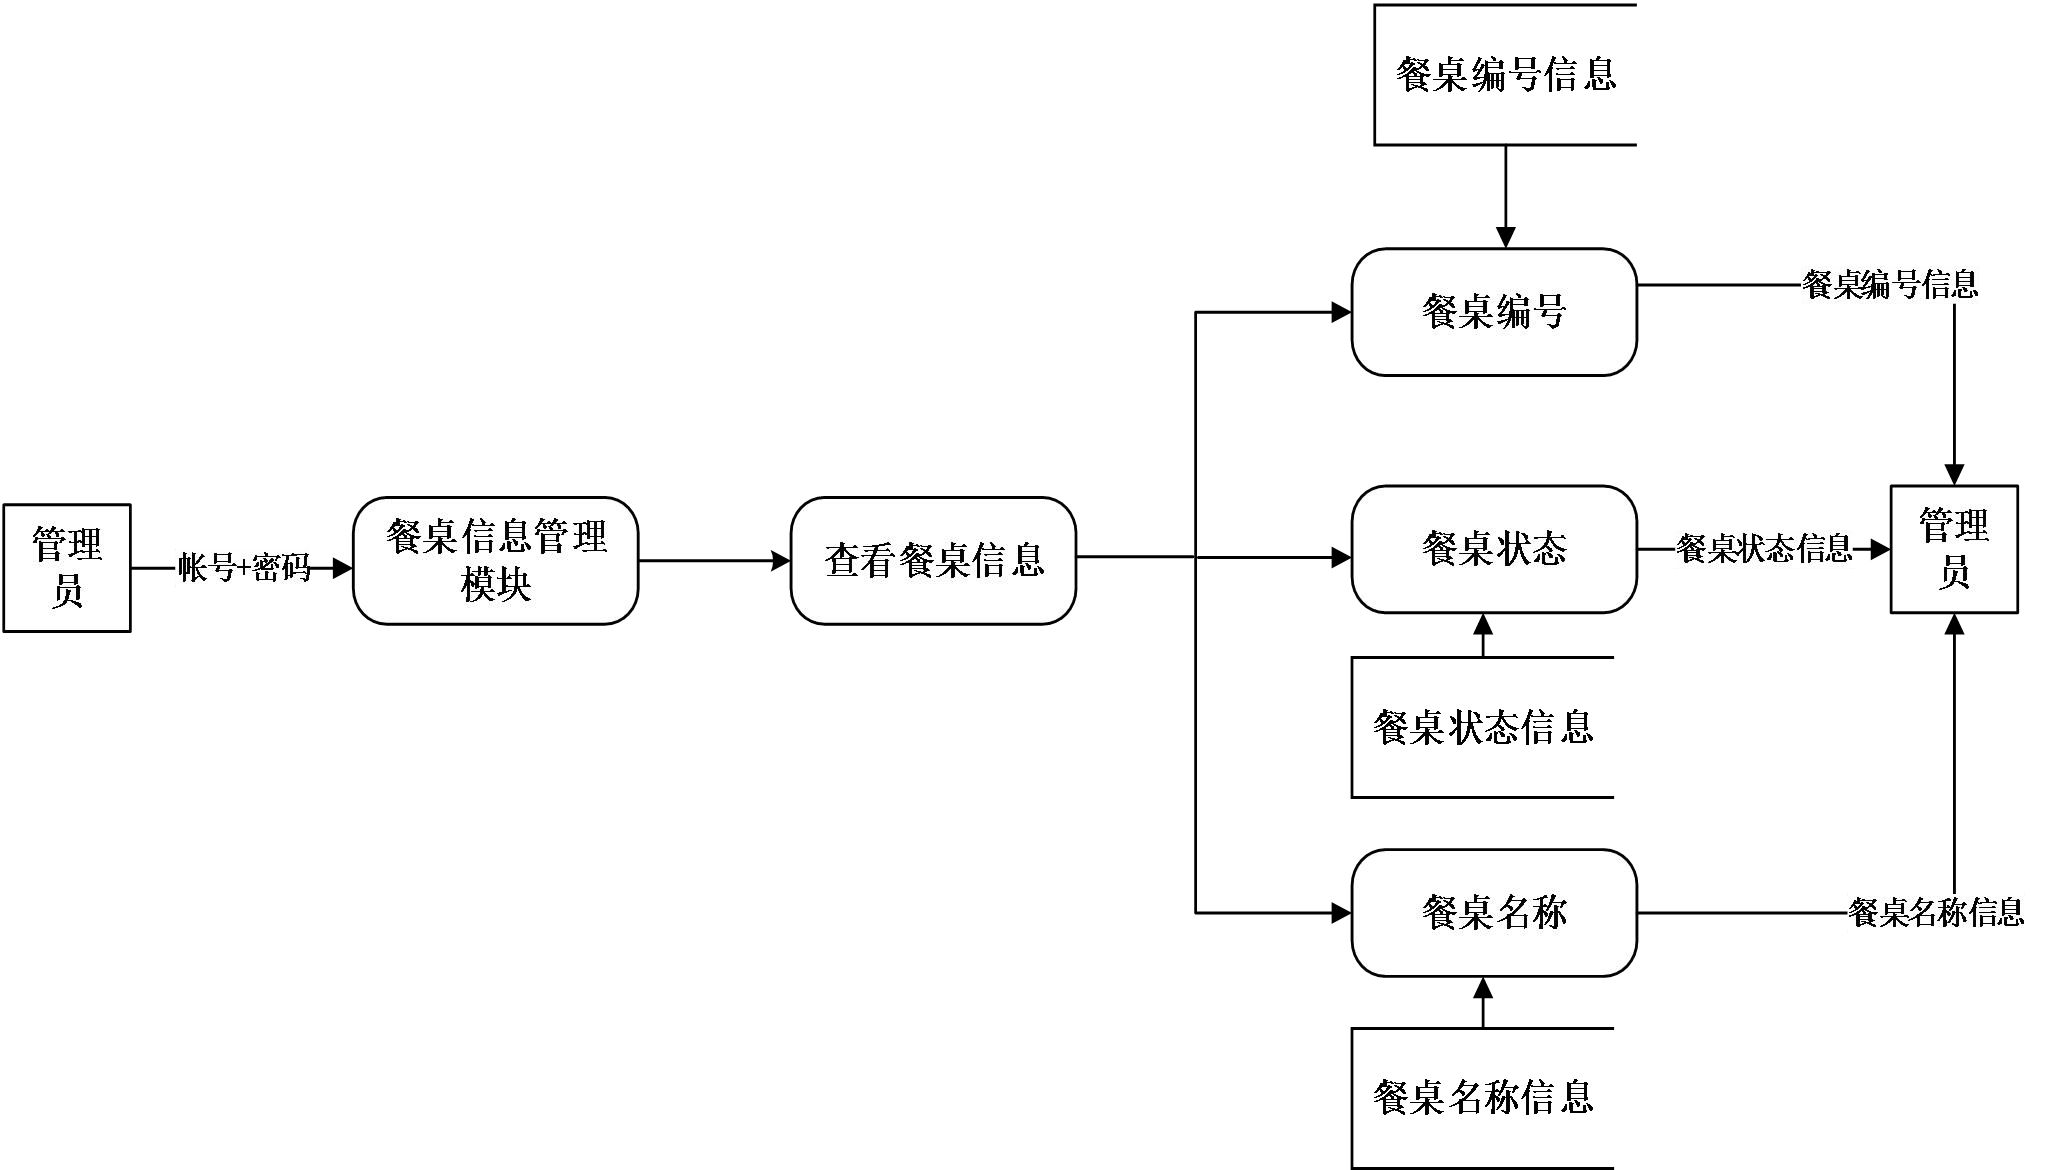 餐桌编号信息
餐桌编号
餐桌编号信息
管理
员
帐号+密码
餐桌信息管理
模块
查看餐桌信息
餐桌状态
餐桌状态信息
管理
员
餐桌状态信息
餐桌名称
餐桌名称信息
餐桌名称信息